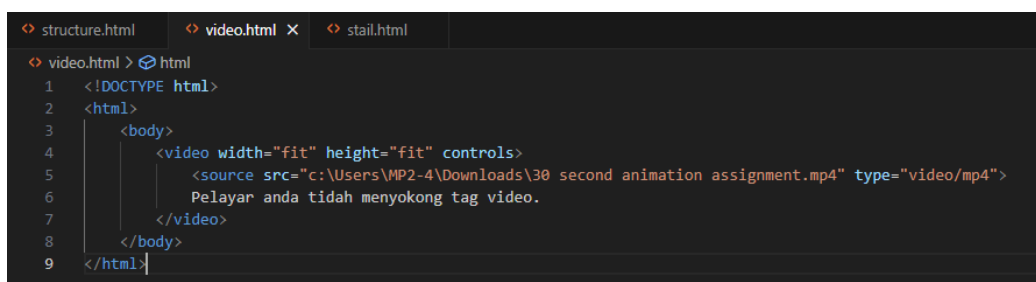 structure.html video.html stail.html
video.html > html
1 <!DOCTYPE html>
2 <html>
3 <body>
4 <video width="fit" height="fit" controls>
5 <source src="c:\Users\MP2-4\Downloads\30 second animation assignment.mp4" type="video/mp4">
6 Pelayar anda tidah menyokong tag video.
7 </video>
8 </body>
9 </html>